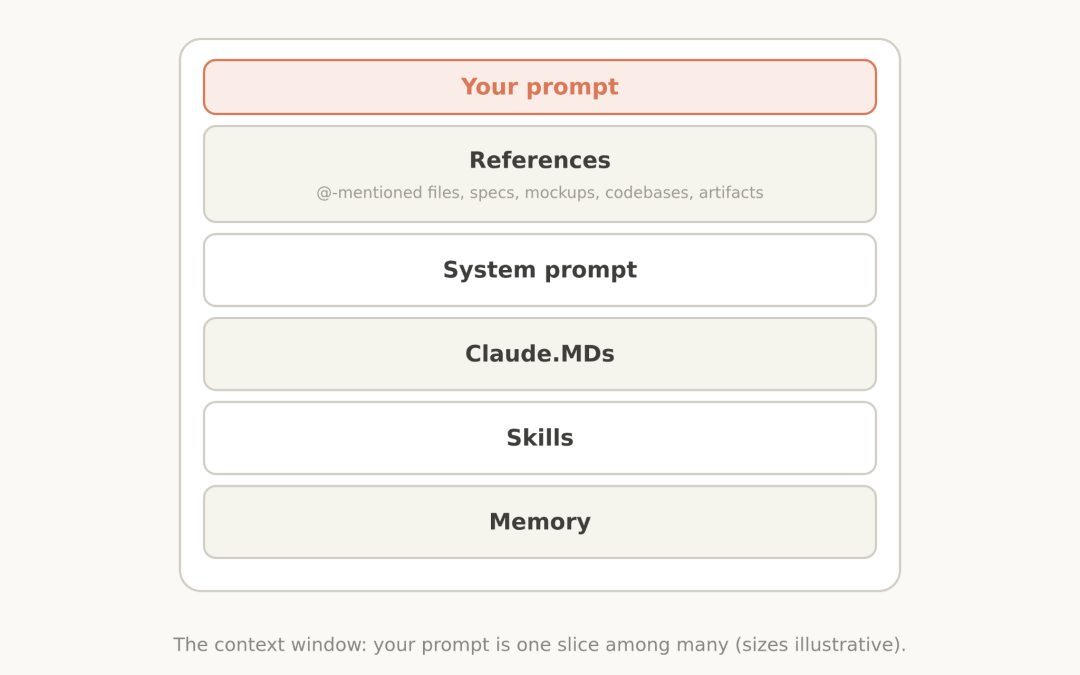 Your prompt
References
@-mentioned files, specs, mockups, codebases, artifacts
System prompt
Claude.MDs
Skills
Memory
The context window: your prompt is one slice among many (sizes illustrative).